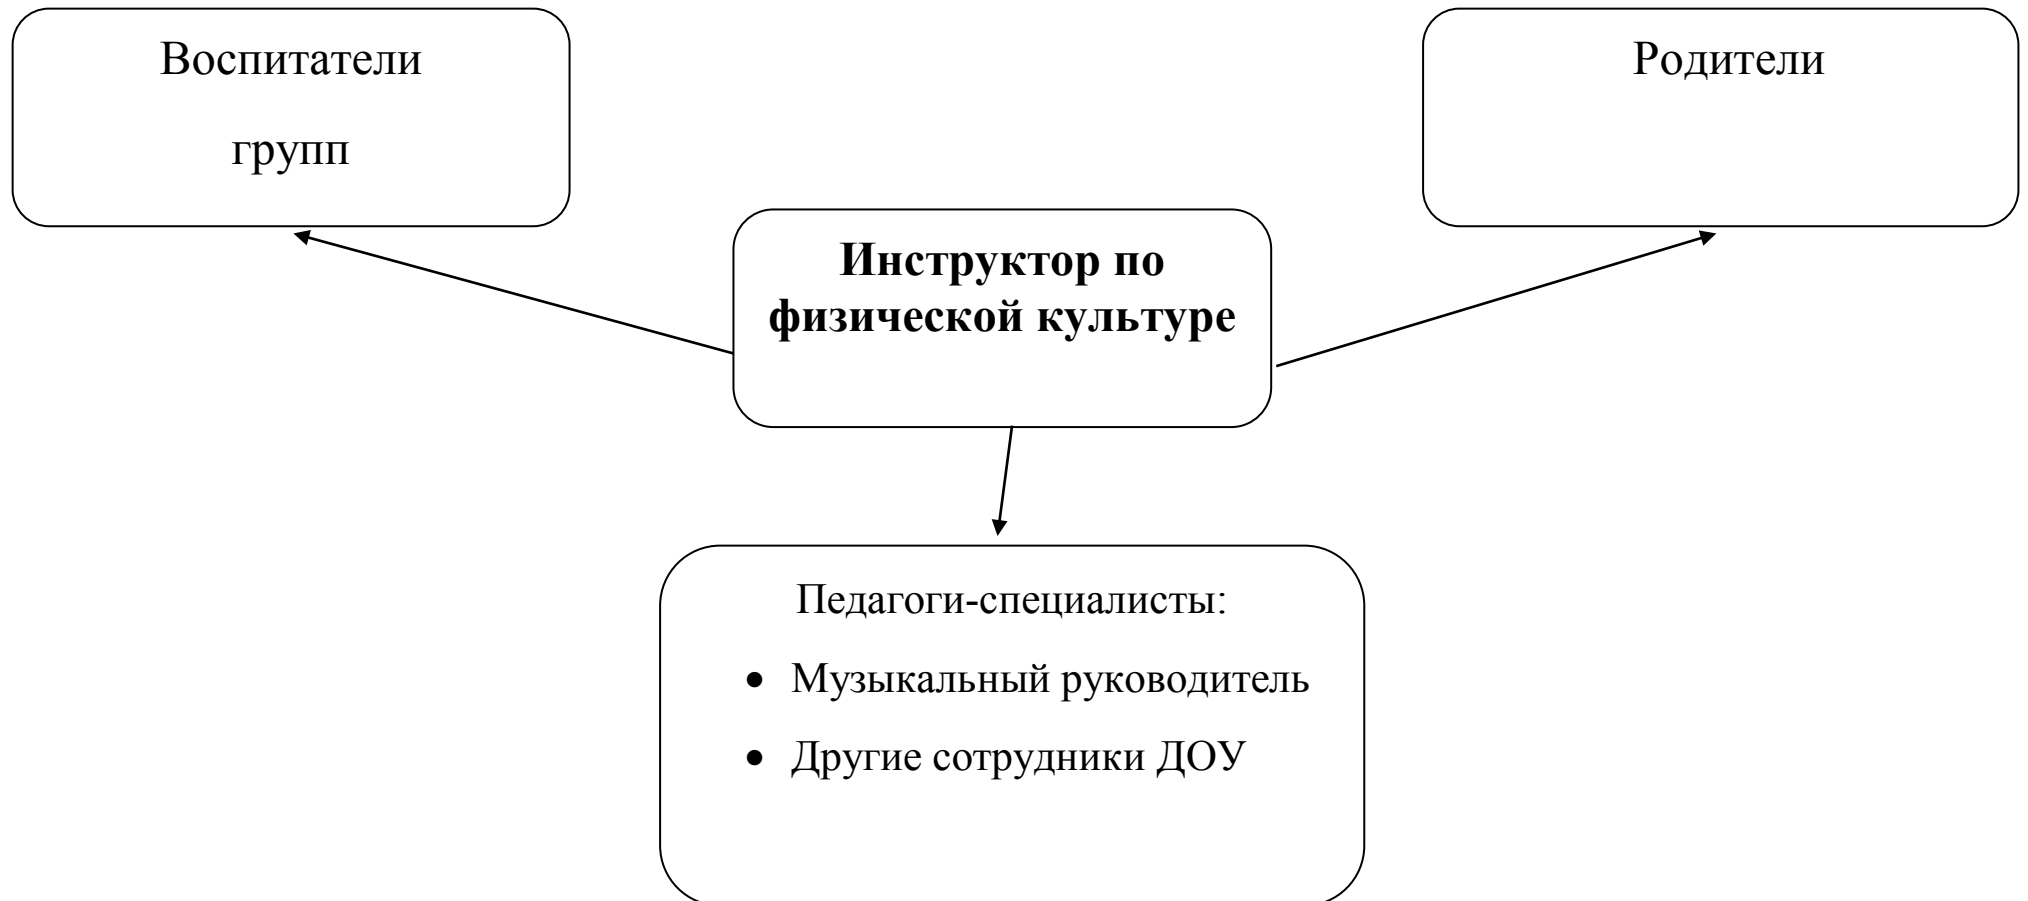 Воспитатели
групп
Родители
Инструктор по
физической культуре
Педагоги-специалисты:
• Музыкальный руководитель
• Другие сотрудники ДОУ